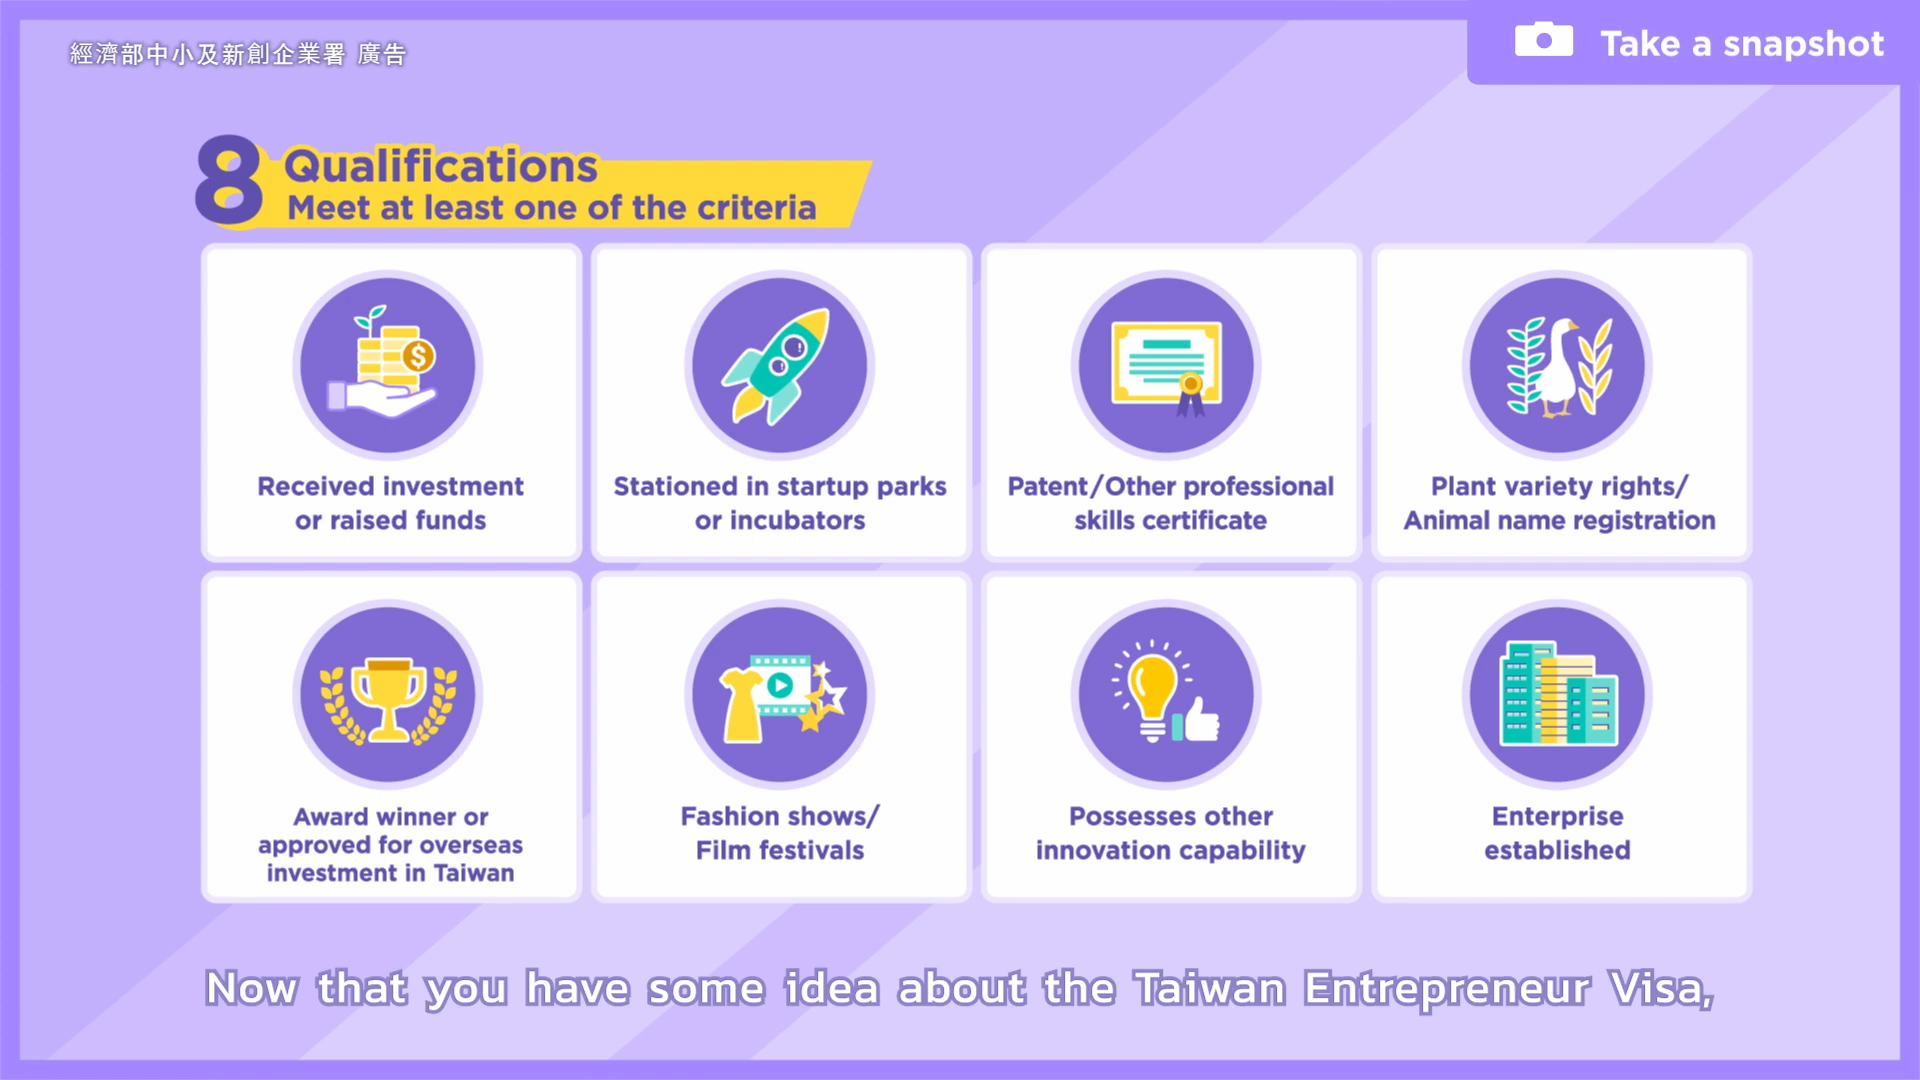 經濟部中小及新創企業署 廣告
Take a snapshot
8
Qualifications
Meet at least one of the criteria
Received investment
or raised funds
Stationed in startup parks
or incubators
Patent/Other professional
skills certificate
Plant variety rights/
Animal name registration
Award winner or
approved for overseas
investment in Taiwan
Fashion shows/
Film festivals
Possesses other
innovation capability
Enterprise
established
Now that you have some idea about the Taiwan Entrepreneur Visa,